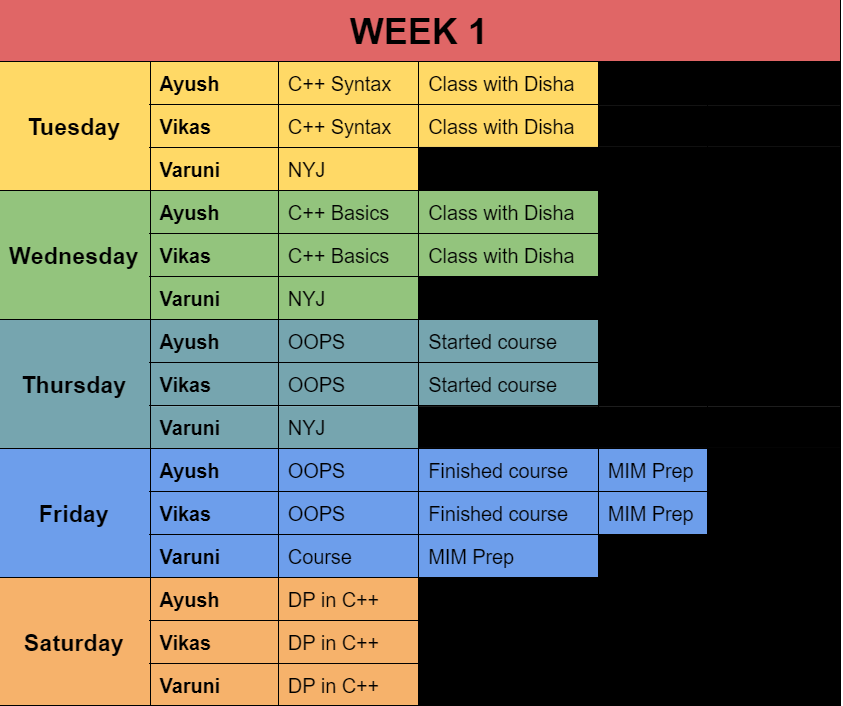 WEEK 1
Tuesday
Ayush C++ Syntax Class with Disha
Vikas C++ Syntax Class with Disha
Varuni NYJ
Wednesday
Ayush C++ Basics Class with Disha
Vikas C++ Basics Class with Disha
Varuni NYJ
Thursday
Ayush OOPS Started course
Vikas OOPS Started course
Varuni NYJ
Friday
Ayush OOPS Finished course MIM Prep
Vikas OOPS Finished course MIM Prep
Varuni Course MIM Prep
Saturday
Ayush DP in C++
Vikas DP in C++
Varuni DP in C++